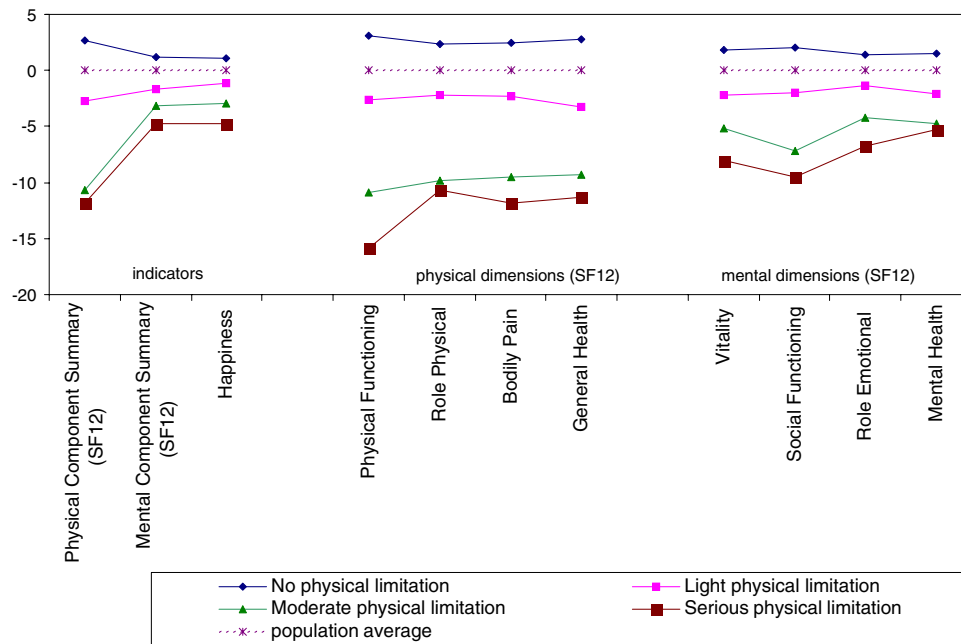 5
0
-5
-10
-15
-20
indicators
physical dimensions (SF12)
mental dimensions (SF12)
Physical Component Summary
(SF12)
Mental Component Summary
(SF12)
Happiness
Physical Functioning
Role Physical
Bodily Pain
General Health
Vitality
Social Functioning
Role Emotional
Mental Health
No physical limitation
Light physical limitation
Moderate physical limitation
Serious physical limitation
population average